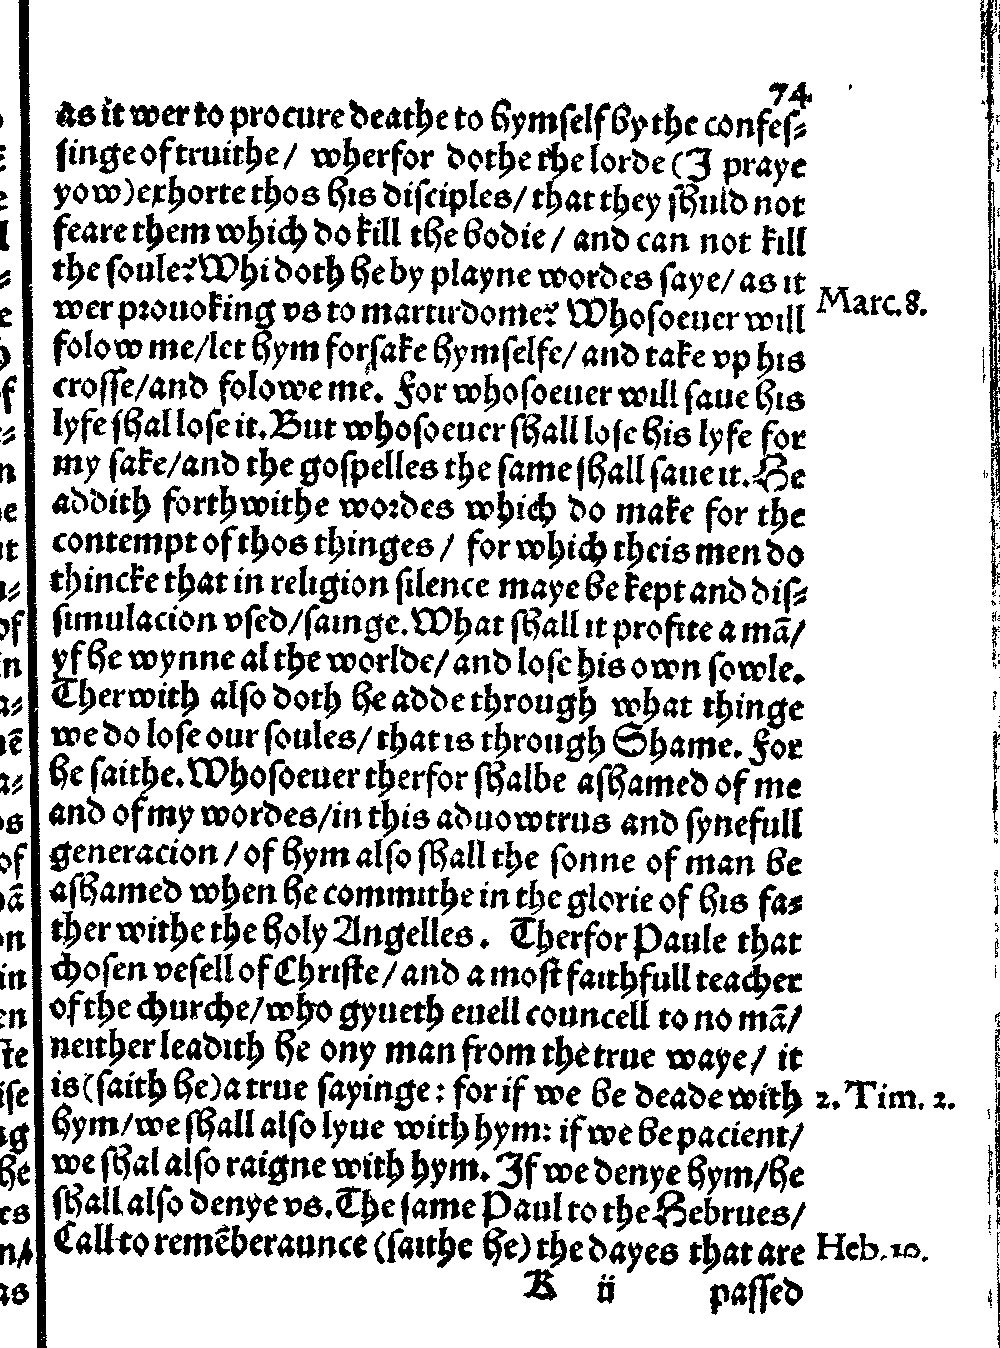 74
as it wer to procure deathe to hymself by the confeſ⸗
ſinge of truithe/ wherfor dothe the lorde (I praye
yow) exhorte thos his diſciples/ that they ſhuld not
feare them which do kill the bodie/ and can not kill
the ſoule? Whi doth he by playne wordes ſaye/ as it
wer prouoking vs to martirdome? Whoſoeuer will
Marc. 8.
folow me/let hym forſake hymſelfe/ and take vp his
croſſe/and folowe me. For whoſoeuer will ſaue his
lyfe ſhal loſe it. But whoſoeuer ſhall loſe his lyfe for
my ſake/and the goſpelles the ſame ſhall ſaue it. He
addith forthwithe wordes which do make for the
contempt of thos thinges/ for which theis men do
thincke that in religion ſilence maye be kept and diſ⸗
ſimulacion vſed/ſainge. What ſhall it profite a mā/
yf he wynne al the worlde/ and loſe his own ſowle.
Therwith alſo doth he adde through what thinge
we do loſe our ſoules/ that is through Shame. For
he ſaithe. Whoſoeuer therfor ſhalbe aſhamed of me
and of my wordes/in this aduowtrus and ſynefull
generacion/ of hym alſo ſhall the ſonne of man be
aſhamed when he commithe in the glorie of his fa⸗
ther withe the holy Angelles. Therfor Paule that
choſen veſell of Chriſte/ and a moſt faithfull teacher
of the churche/who gyueth euell councell to no mā/
neither leadith he ony man from the true waye/ it
is (ſaith he) a true ſayinge: for if we be deade with
2. Tim. 2.
hym/we ſhall alſo lyue with hym: if we be pacient/
we ſhal alſo raigne with hym. If we denye hym/he
ſhall alſo denye vs. The ſame Paul to the Hebrues/
Call to remēberaunce (ſaithe he) the dayes that are
Heb. 10.
K ii passed